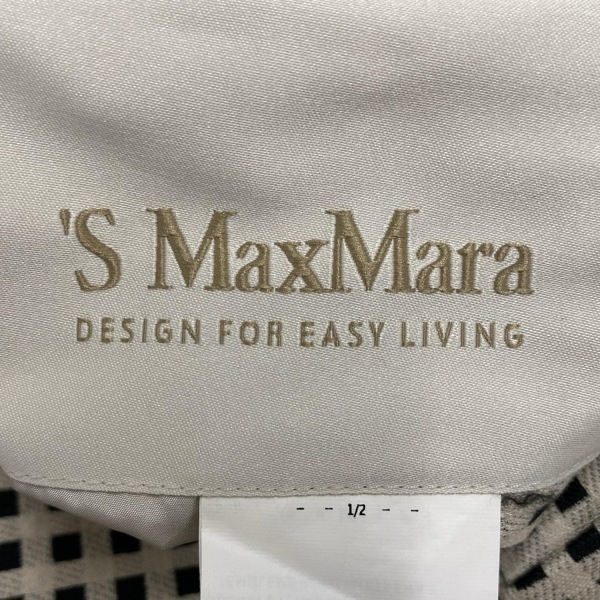 'S MaxMara
DESIGN FOR EASY LIVING
- - 1/2 - -